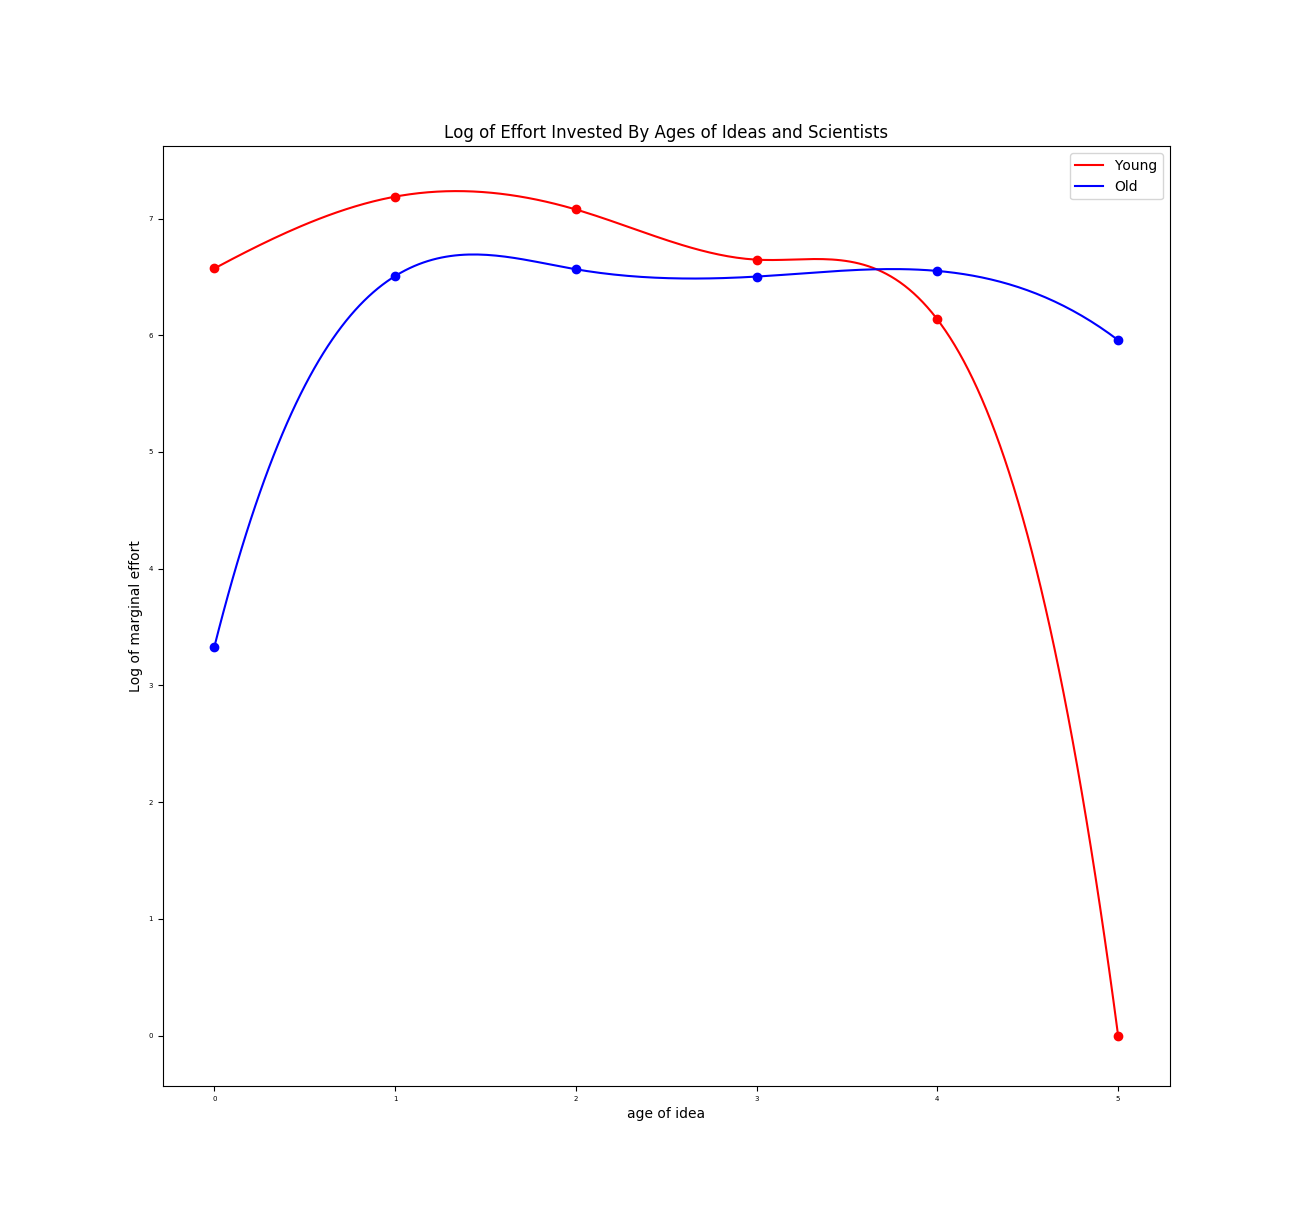 Log of Effort Invested By Ages of Ideas and Scientists
Young
Old
Log of marginal effort
7
6
5
4
3
2
1
0
0 1 2 3 4 5
age of idea